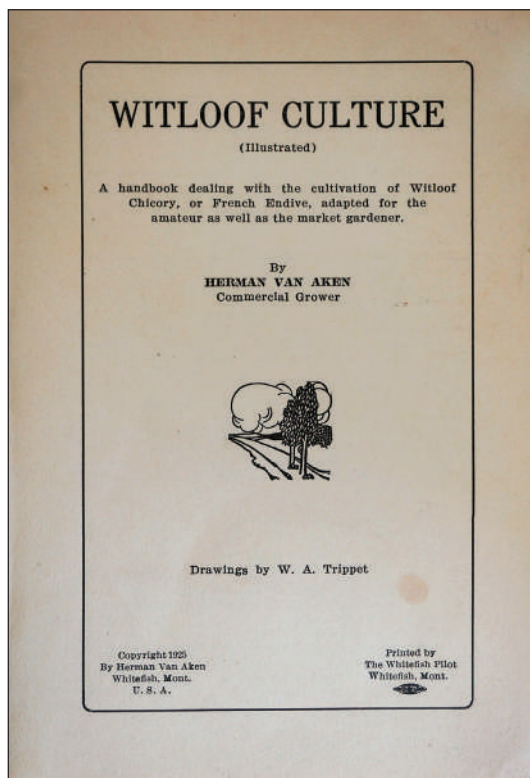 WITLOOF CULTURE
(Illustrated)
A handbook dealing with the cultivation of Witloof
Chicory, or French Endive, adapted for the
amateur as well as the market gardener.
By
HERMAN VAN AKEN
Commercial Grower
Drawings by W. A. Trippet
Copyright 1925
By Herman Van Aken
Whitefish, Mont.
U. S. A.
Printed by
The Whitefish Pilot
Whitefish, Mont.